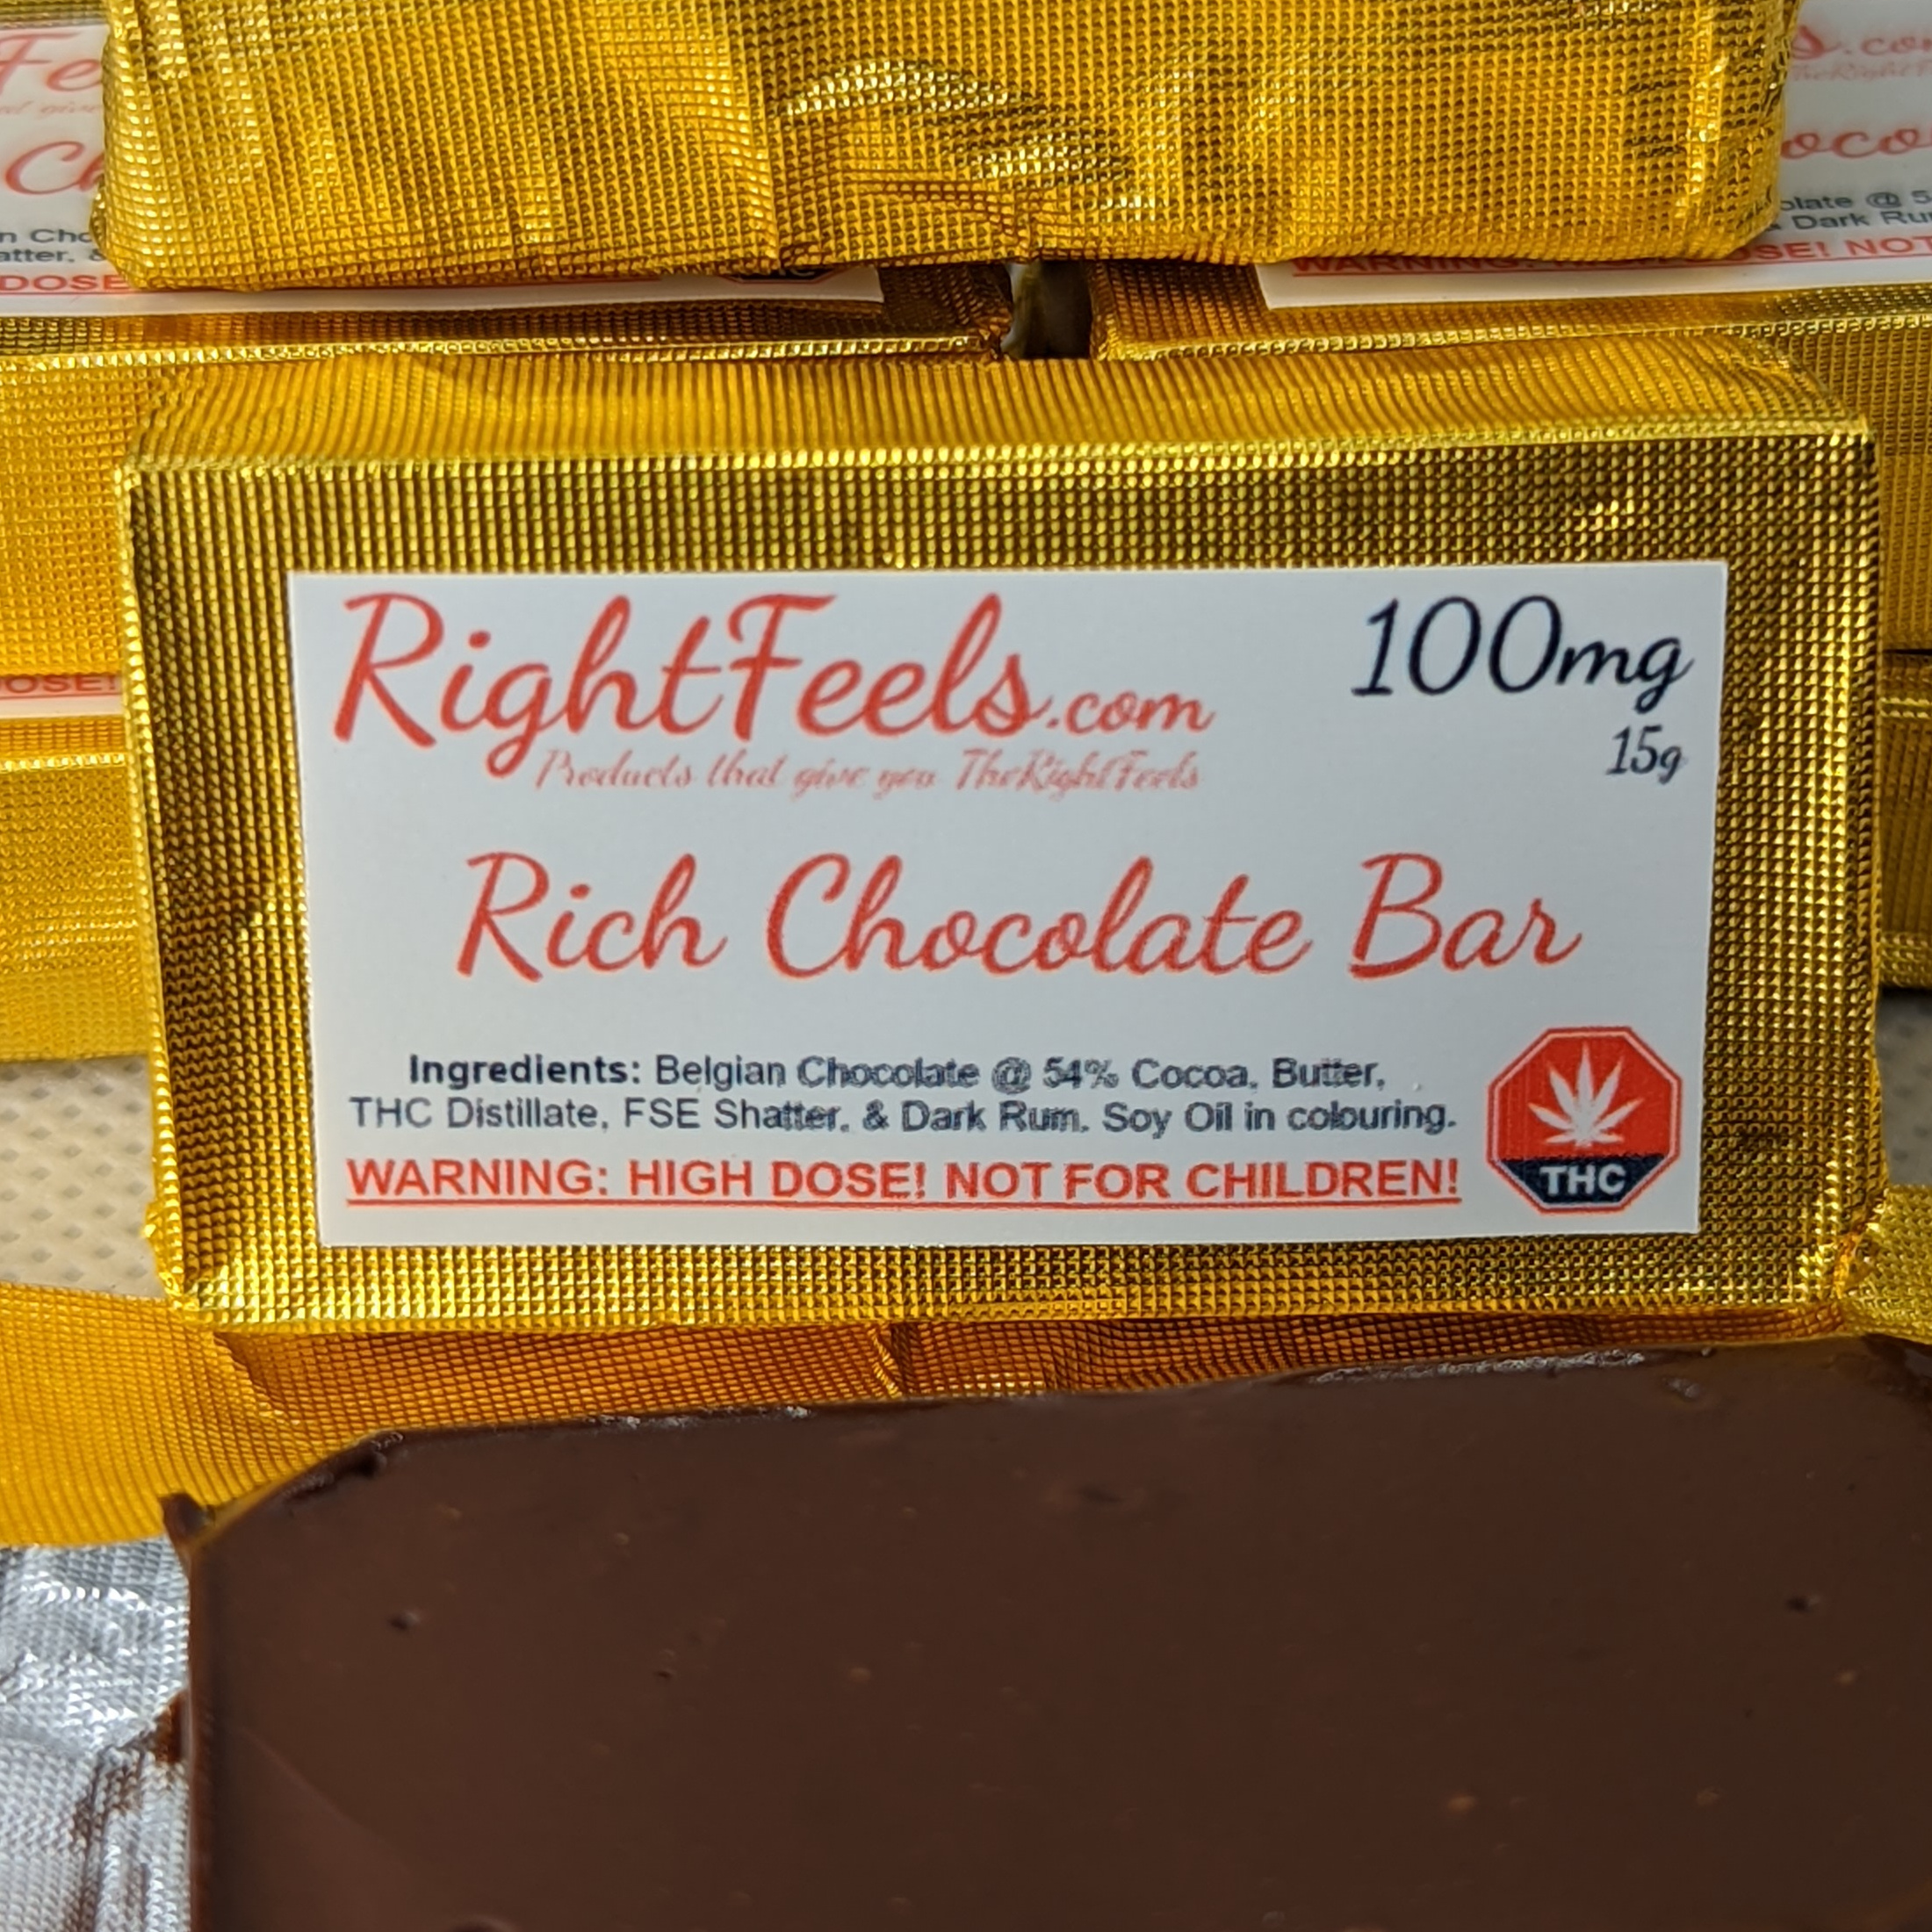 RightFeels.com
100mg
Products that give you TheRightFeels
15g
Rich Chocolate Bar
Ingredients: Belgian Chocolate @ 54% Cocoa, Butter,
THC Distillate, FSE Shatter, & Dark Rum. Soy Oil in colouring.
WARNING: HIGH DOSE! NOT FOR CHILDREN!
THC